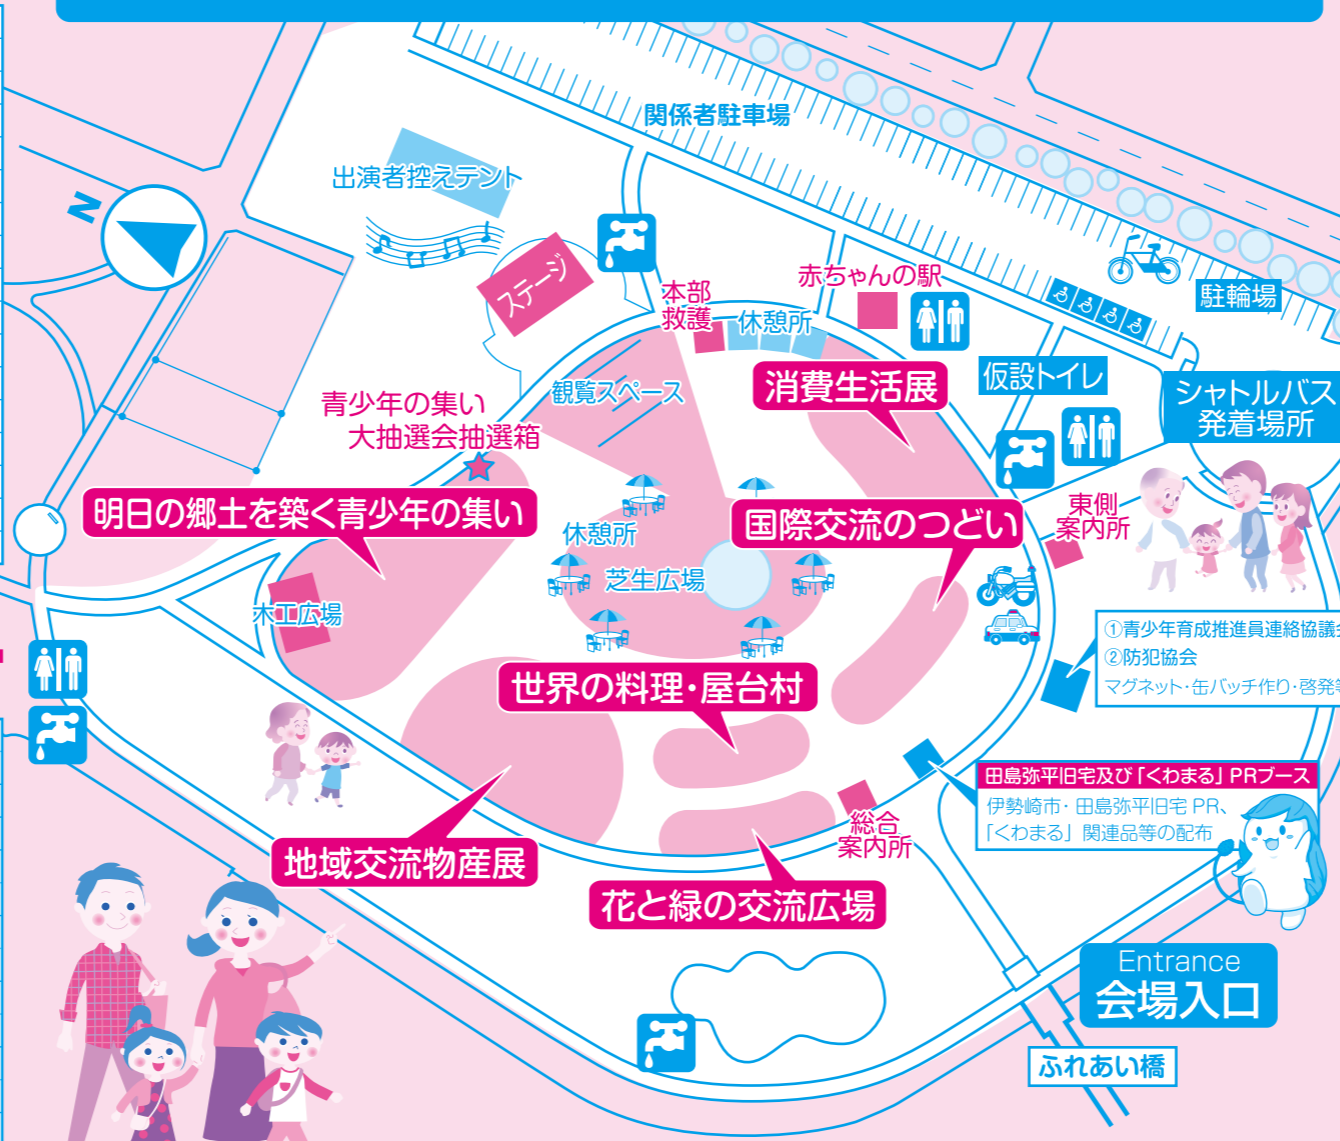 関係者駐車場
出演者控えテント
N
ステージ
本部
救護
休憩所
赤ちゃんの駅
駐輪場
仮設トイレ
シャトルバス
発着場所
観覧スペース
消費生活展
青少年の集い
大抽選会抽選箱
明日の郷土を築く青少年の集い
休憩所
国際交流のつどい
東側
案内所
芝生広場
木工広場
①青少年育成推進員連絡協議
②防犯協会
マグネット・缶バッチ作り・啓発
世界の料理・屋台村
田島弥平旧宅及び「くわまる」PRブース
伊勢崎市・田島弥平旧宅 PR、
「くわまる」関連品等の配布
総合
案内所
地域交流物産展
花と緑の交流広場
Entrance
会場入口
ふれあい橋